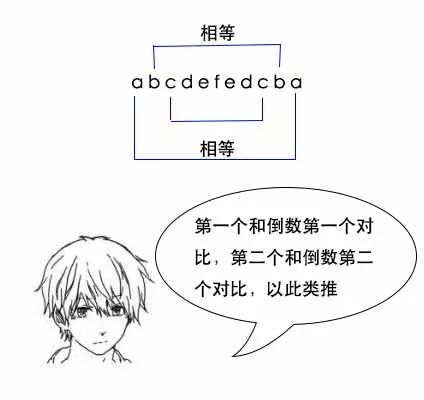 相等
abcdefedcba
相等
第一个和倒数第一个对
比，第二个和倒数第二
个对比，以此类推